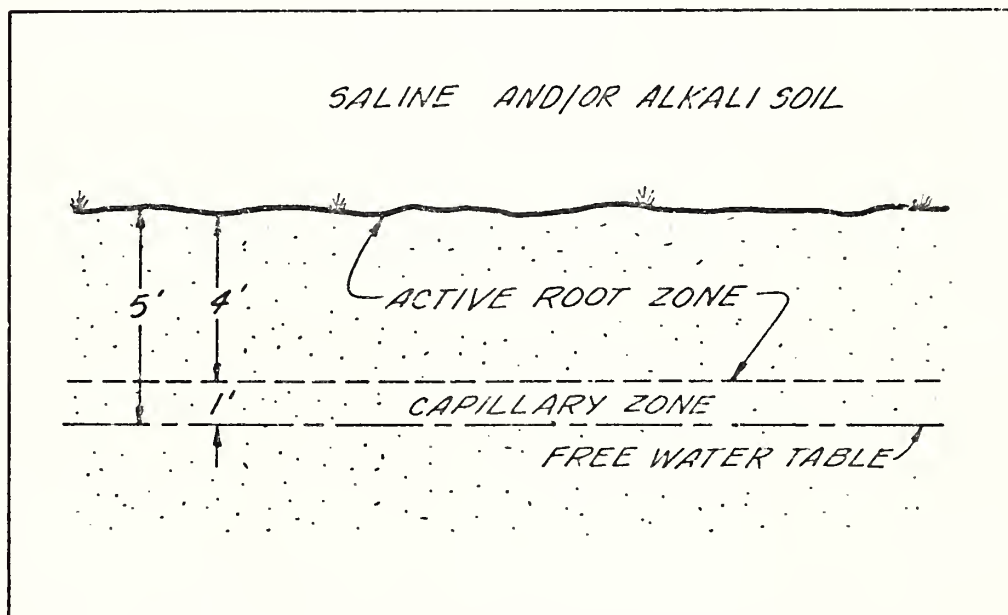 SALINE AND/OR ALKALI SOIL
5'
4'
ACTIVE ROOT ZONE
1'
CAPILLARY ZONE
FREE WATER TABLE